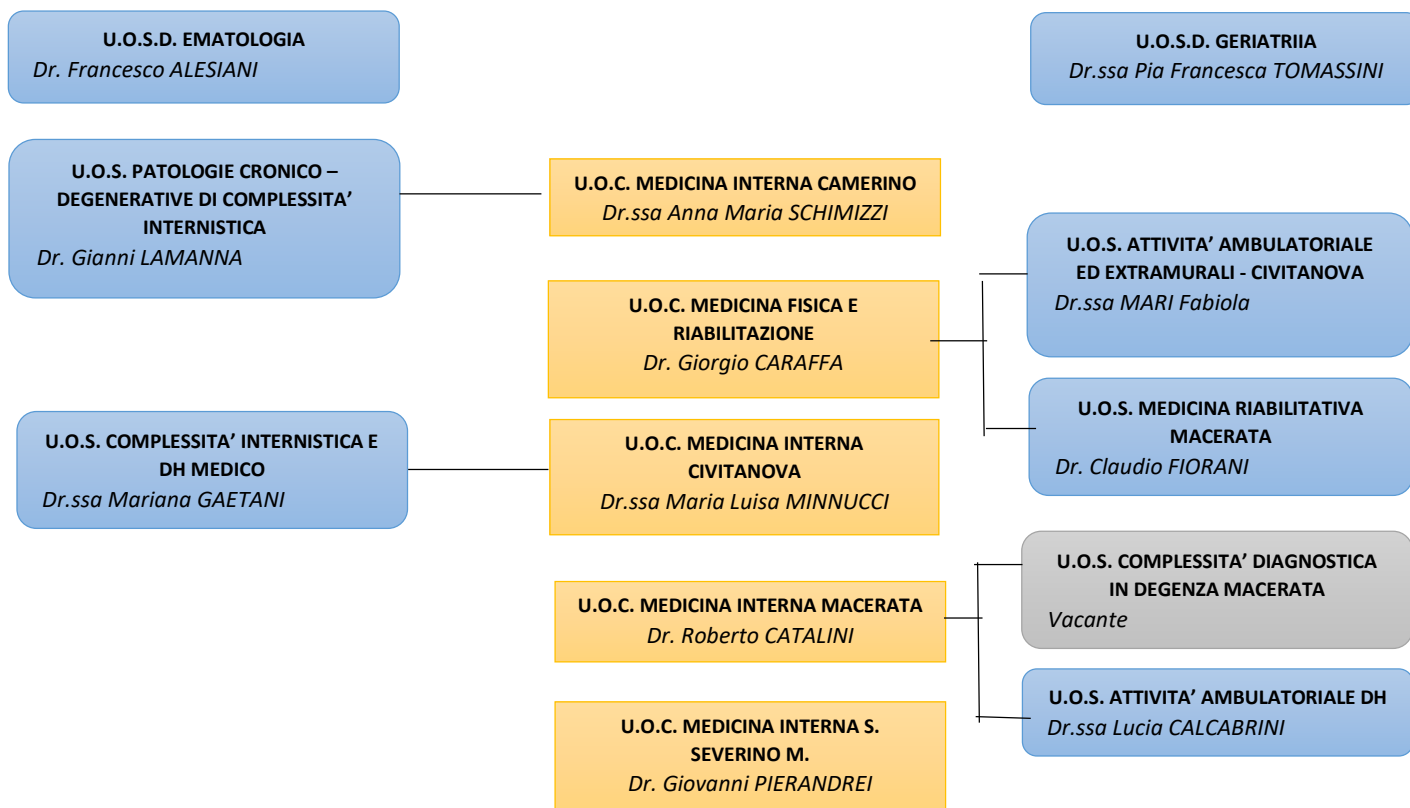 U.O.S.D. EMATOLOGIA
Dr. Francesco ALESIANI
U.O.S.D. GERIATRIIA
Dr.ssa Pia Francesca TOMASSINI
U.O.S. PATOLOGIE CRONICO –
DEGENERATIVE DI COMPLESSITA’
INTERNISTICA
Dr. Gianni LAMANNA
U.O.C. MEDICINA INTERNA CAMERINO
Dr.ssa Anna Maria SCHIMIZZI
U.O.S. ATTIVITA’ AMBULATORIALE
ED EXTRAMURALI - CIVITANOVA
Dr.ssa MARI Fabiola
U.O.C. MEDICINA FISICA E
RIABILITAZIONE
Dr. Giorgio CARAFFA
U.O.S. MEDICINA RIABILITATIVA
MACERATA
Dr. Claudio FIORANI
U.O.S. COMPLESSITA’ INTERNISTICA E
DH MEDICO
Dr.ssa Mariana GAETANI
U.O.C. MEDICINA INTERNA
CIVITANOVA
Dr.ssa Maria Luisa MINNUCCI
U.O.S. COMPLESSITA’ DIAGNOSTICA
IN DEGENZA MACERATA
Vacante
U.O.C. MEDICINA INTERNA MACERATA
Dr. Roberto CATALINI
U.O.S. ATTIVITA’ AMBULATORIALE DH
Dr.ssa Lucia CALCABRINI
U.O.C. MEDICINA INTERNA S.
SEVERINO M.
Dr. Giovanni PIERANDREI